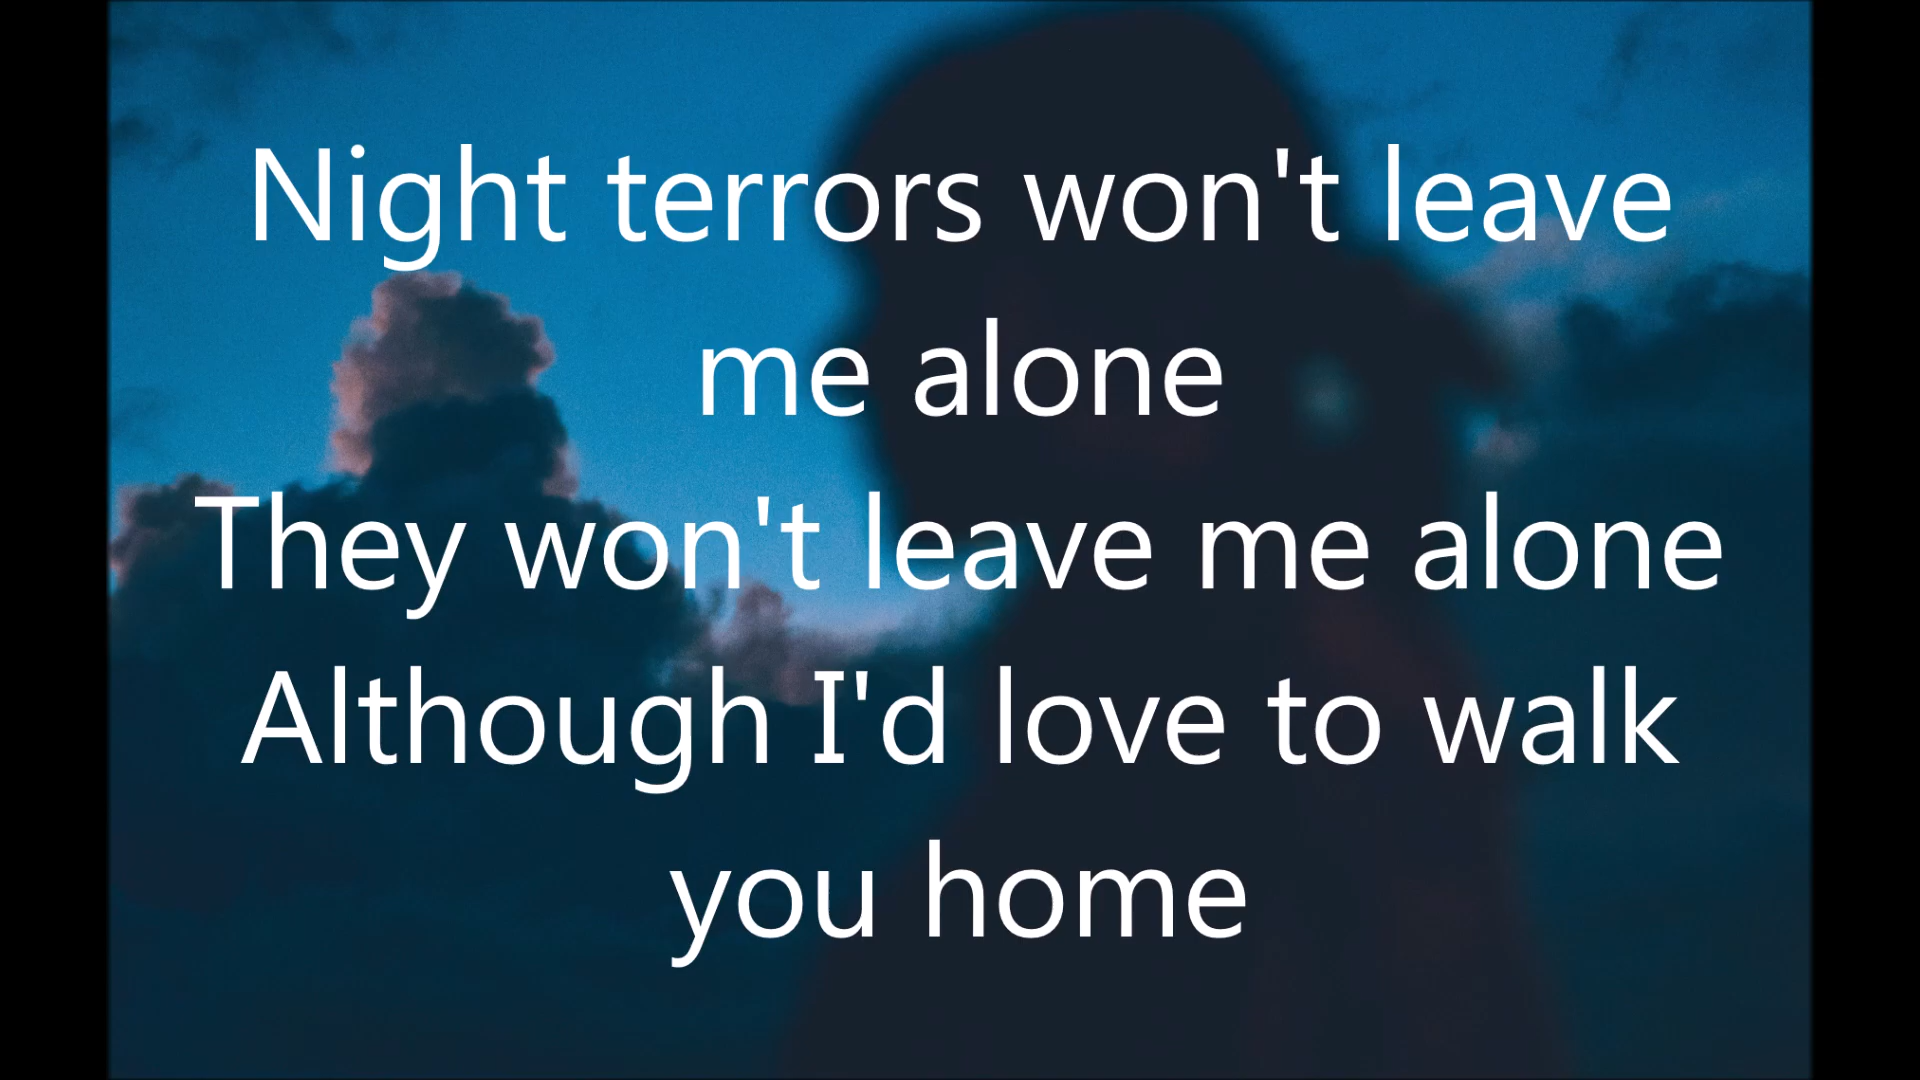 Night terrors won't leave
me alone
They won't leave me alone
Although I'd love to walk
you home